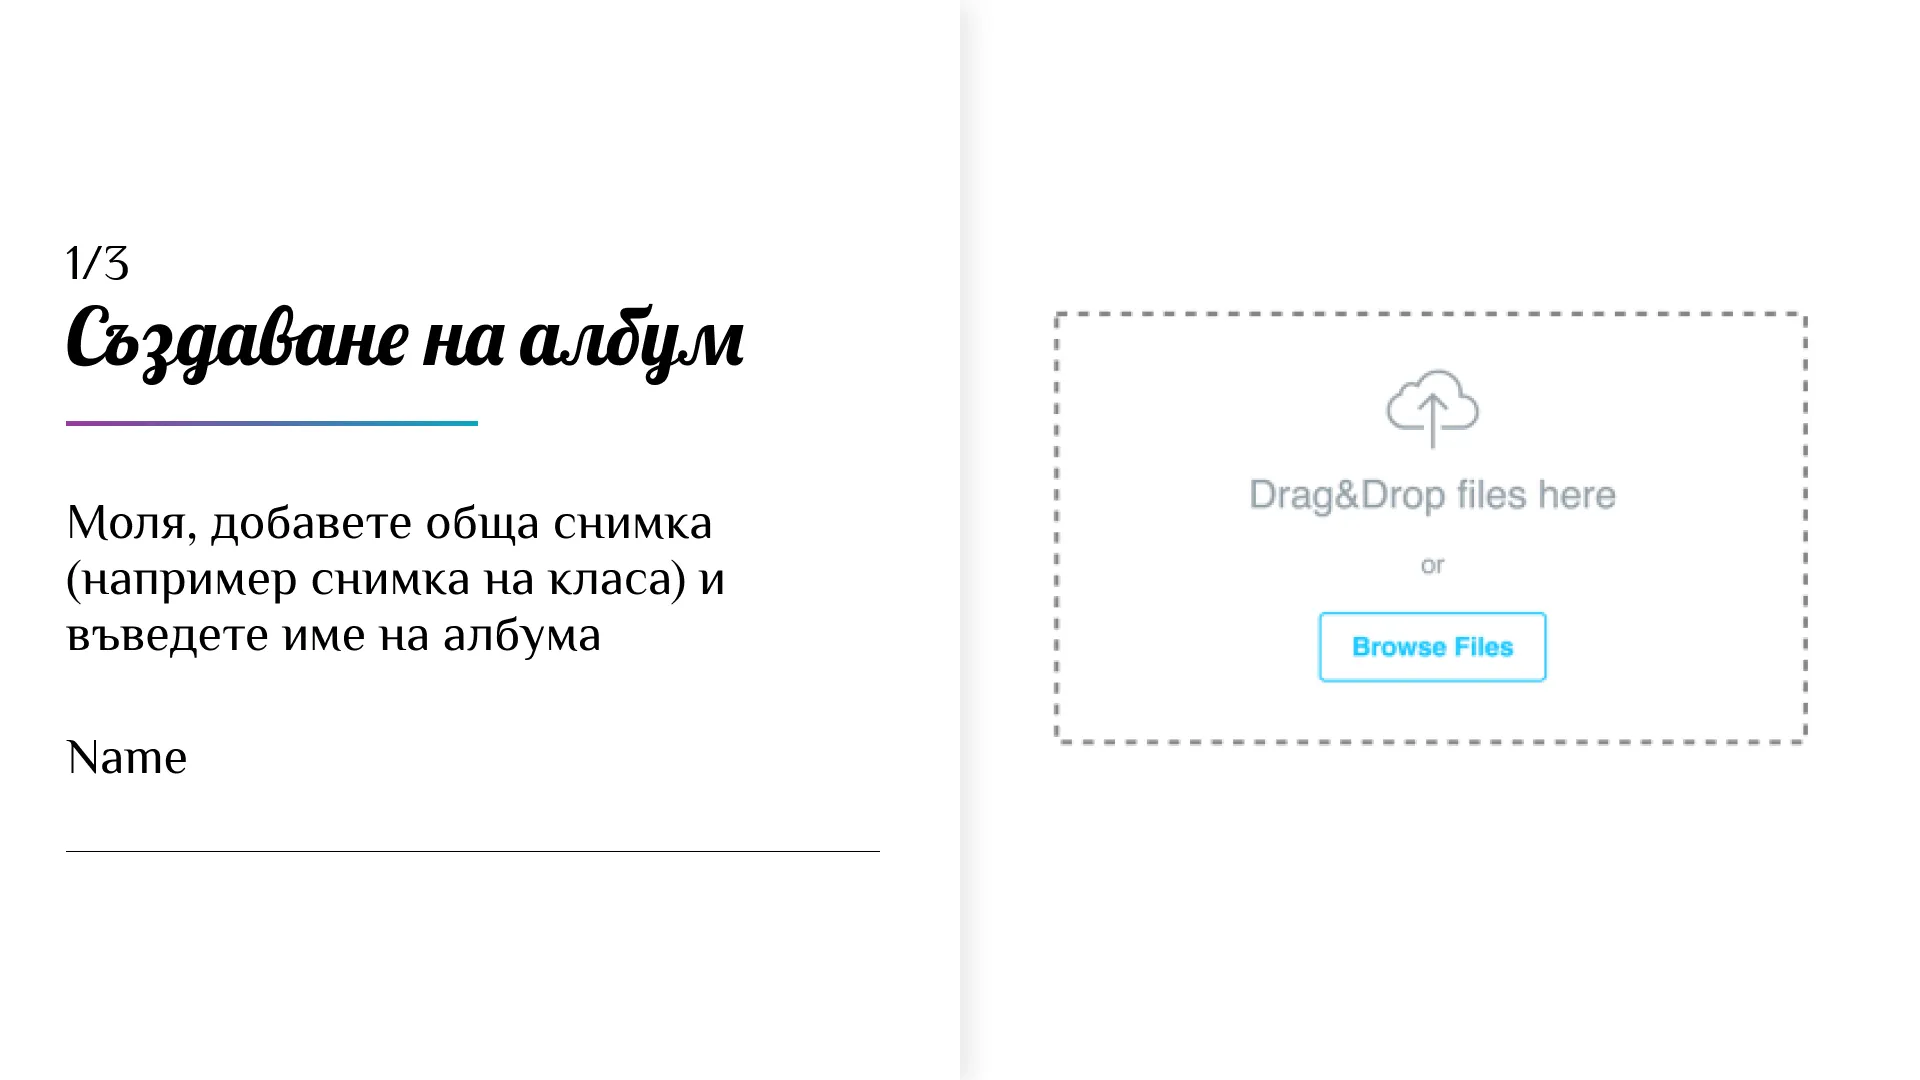 1/3
Създаване на албум
Моля, добавете обща снимка
(например снимка на класа) и
въведете име на албума
Name
Drag&Drop files here
or
Browse Files